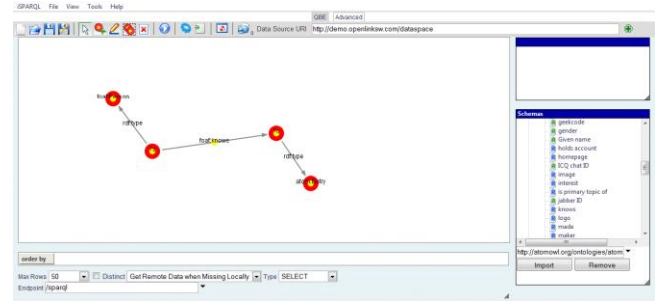 iSPARQL File View Tools Help
QBE Advanced
Data Source URI http://demo.openlinksw.com/dataspace
rdf:type
foaf:knows
rdf:type
Schemas
geekcode
gender
Given name
holds account
homepage
ICQ chat ID
image
interest
is primary topic of
jabber ID
knows
logo
made
maker
http://atomowl.org/ontologies/atom
Import Remove
order by
Max Rows 50 Distinct Get Remote Data when Missing Locally Type SELECT
Endpoint /sparql